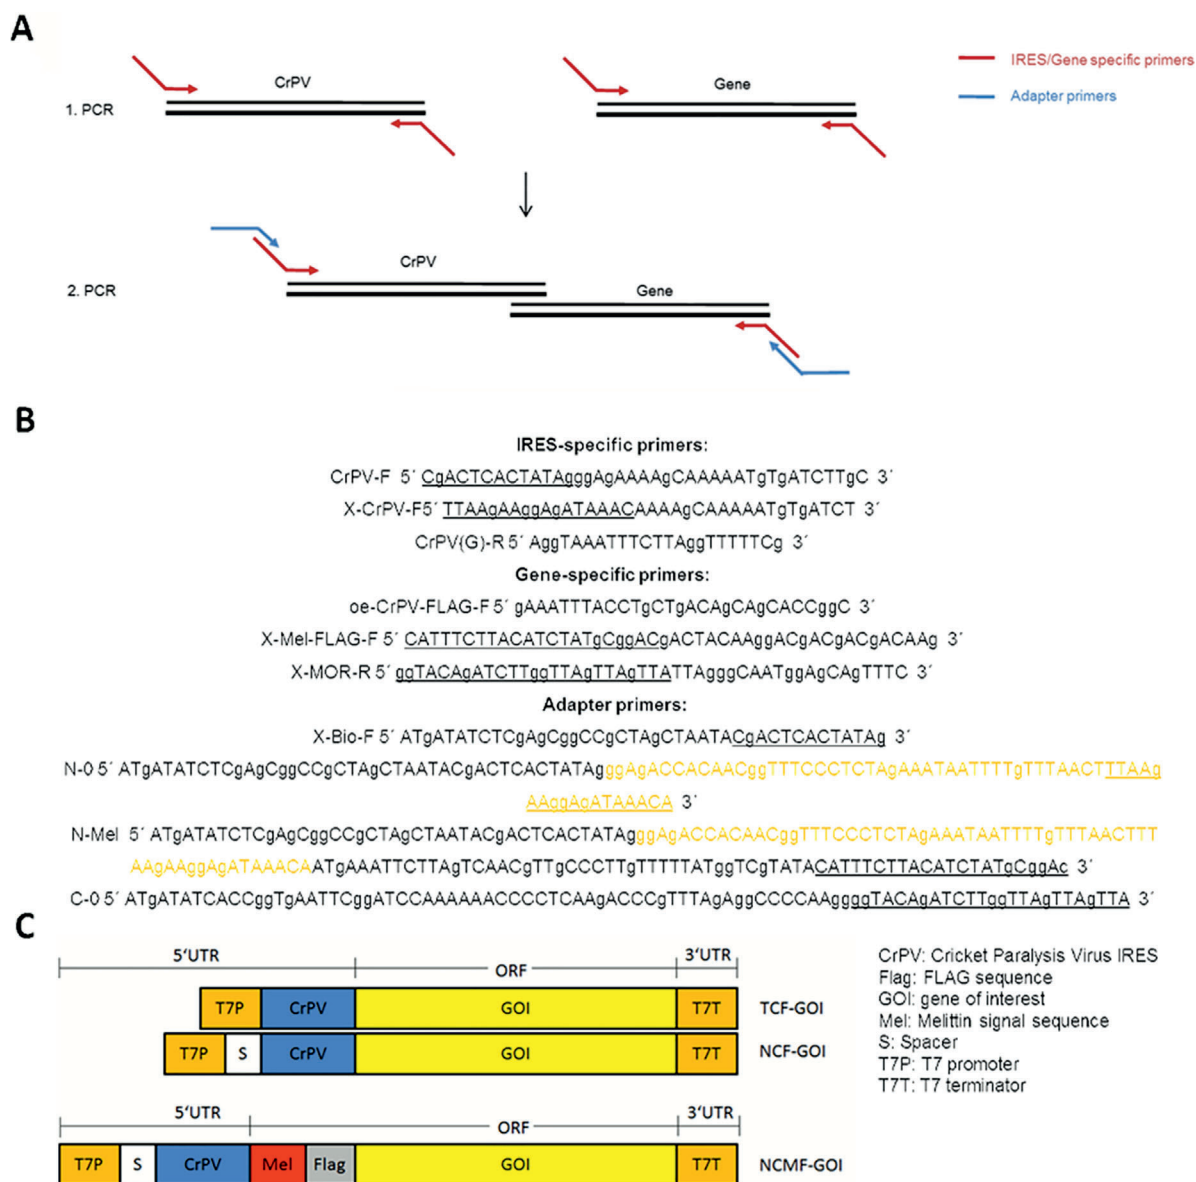 A
CrPV
Gene
IRES/Gene specific primers
1. PCR
Adapter primers
CrPV
2. PCR
Gene
B
IRES-specific primers:
CrPV-F 5´ CgACTCACTATAgggAgAAAAgCAAAAATgTgATCTTgC 3´
X-CrPV-F5´ TTAAgAAggAgATAAACAAAAgCAAAAATgTgATCT 3´
CrPV(G)-R 5´ AggTAAATTTCTTAggTTTTTCg 3´
Gene-specific primers:
oe-CrPV-FLAG-F 5´ gAAATTTACCTgCTgACAgCAgCACCggC 3´
X-Mel-FLAG-F 5´ CATTTCTTACATCTATgCggACgACTACAAggACgACgACgACAAg 3´
X-MOR-R 5´ ggTACAgATCTTggTTAgTTAgTTATTAgggCAATggAgCAgTTTC 3´
Adapter primers:
X-Bio-F 5´ ATgATATCTCgAgCggCCgCTAgCTAATACgACTCACTATAg 3´
N-0 5´ ATgATATCTCgAgCggCCgCTAgCTAATACgACTCACTATAgggAgACCACAACggTTTCCCTCTAgAAATAATTTTgTTTAACTTTAAg
AAggAgATAAACA 3´
N-Mel 5´ ATgATATCTCgAgCggCCgCTAgCTAATACgACTCACTATAgggAgACCACAACggTTTCCCTCTAgAAATAATTTTgTTTAACTTT
AAgAAggAgATAAACAATgAAATTCTTAgTCAACgTTgCCCTTgTTTTTATggTCgTATACATTTCTTACATCTATgCggAc 3´
C-0 5´ ATgATATCACCggTgAATTCggATCCAAAAAACCCCTCAAgACCCgTTTAgAggCCCCAAggggTACAgATCTTggTTAgTTAgTTA 3´
C
5‘UTR
ORF
3‘UTR
T7P
CrPV
GOI
T7T
TCF-GOI
T7P
S
CrPV
GOI
T7T
NCF-GOI
5‘UTR
ORF
3‘UTR
T7P
S
CrPV
Mel
Flag
GOI
T7T
NCMF-GOI
CrPV: Cricket Paralysis Virus IRES
Flag: FLAG sequence
GOI: gene of interest
Mel: Melittin signal sequence
S: Spacer
T7P: T7 promoter
T7T: T7 terminator